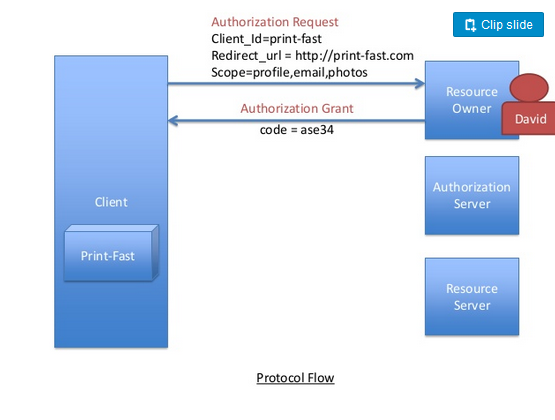 Clip slide
Authorization Request
Client_Id=print-fast
Redirect_url = http://print-fast.com
Scope=profile,email,photos
Resource
Owner
David
Authorization Grant
code = ase34
Authorization
Server
Client
Print-Fast
Resource
Server
Protocol Flow